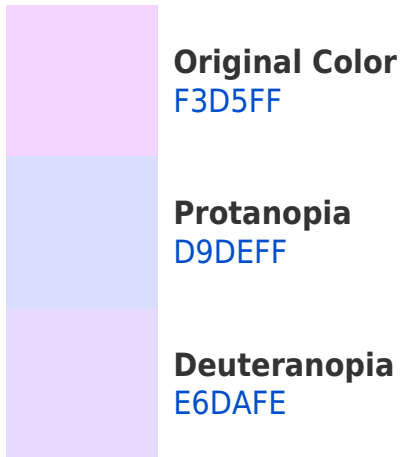 Original Color
F3D5FF
Protanopia
D9DEFF
Deuteranopia
E6DAFE